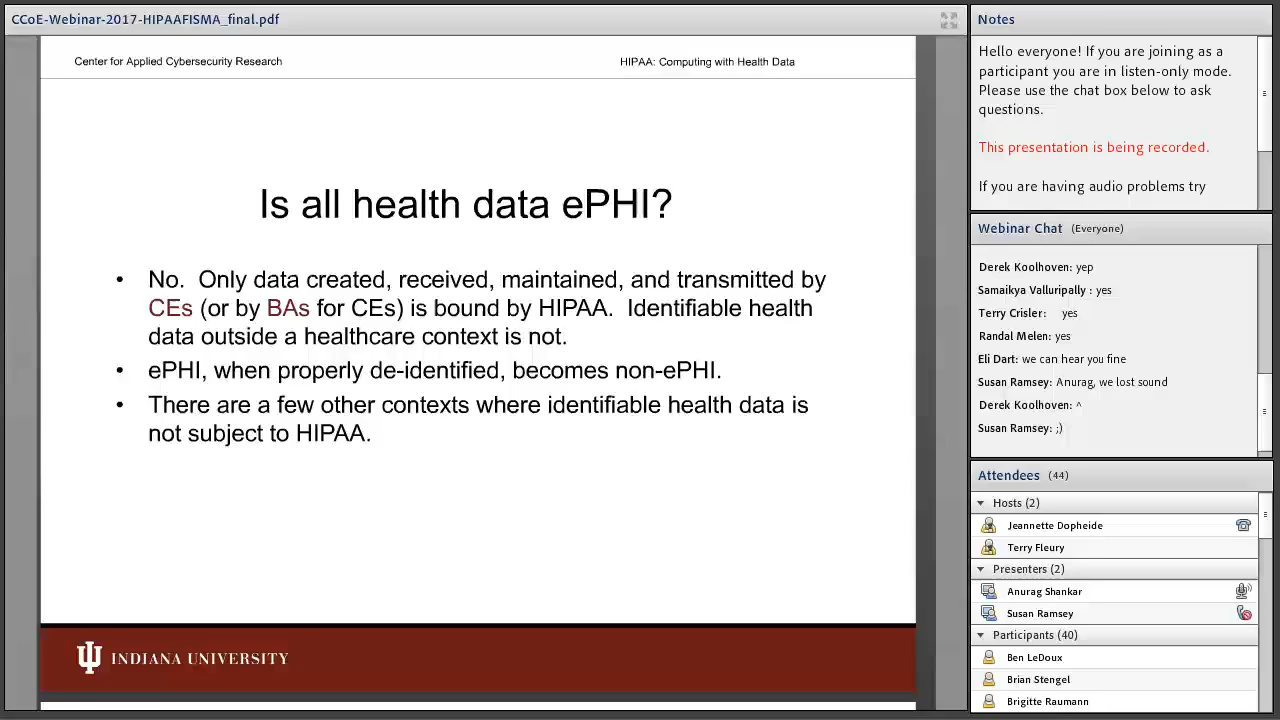 CCoE-Webinar-2017-HIPAAFISMA_final.pdf
Center for Applied Cybersecurity Research
HIPAA: Computing with Health Data
Is all health data ePHI?
• No.  Only data created, received, maintained, and transmitted by
CEs (or by BAs for CEs) is bound by HIPAA.  Identifiable health
data outside a healthcare context is not.
• ePHI, when properly de-identified, becomes non-ePHI.
• There are a few other contexts where identifiable health data is
not subject to HIPAA.
INDIANA UNIVERSITY
Notes
Hello everyone! If you are joining as a
participant you are in listen-only mode.
Please use the chat box below to ask
questions.
This presentation is being recorded.
If you are having audio problems try
Webinar Chat (Everyone)
Derek Koolhoven: yep
Samaikya Valluripally : yes
Terry Crisler: yes
Randal Melen: yes
Eli Dart: we can hear you fine
Susan Ramsey: Anurag, we lost sound
Derek Koolhoven: ^
Susan Ramsey: ;)
Attendees (44)
Hosts (2)
Jeannette Dopheide
Terry Fleury
Presenters (2)
Anurag Shankar
Susan Ramsey
Participants (40)
Ben LeDoux
Brian Stengel
Brigitte Raumann